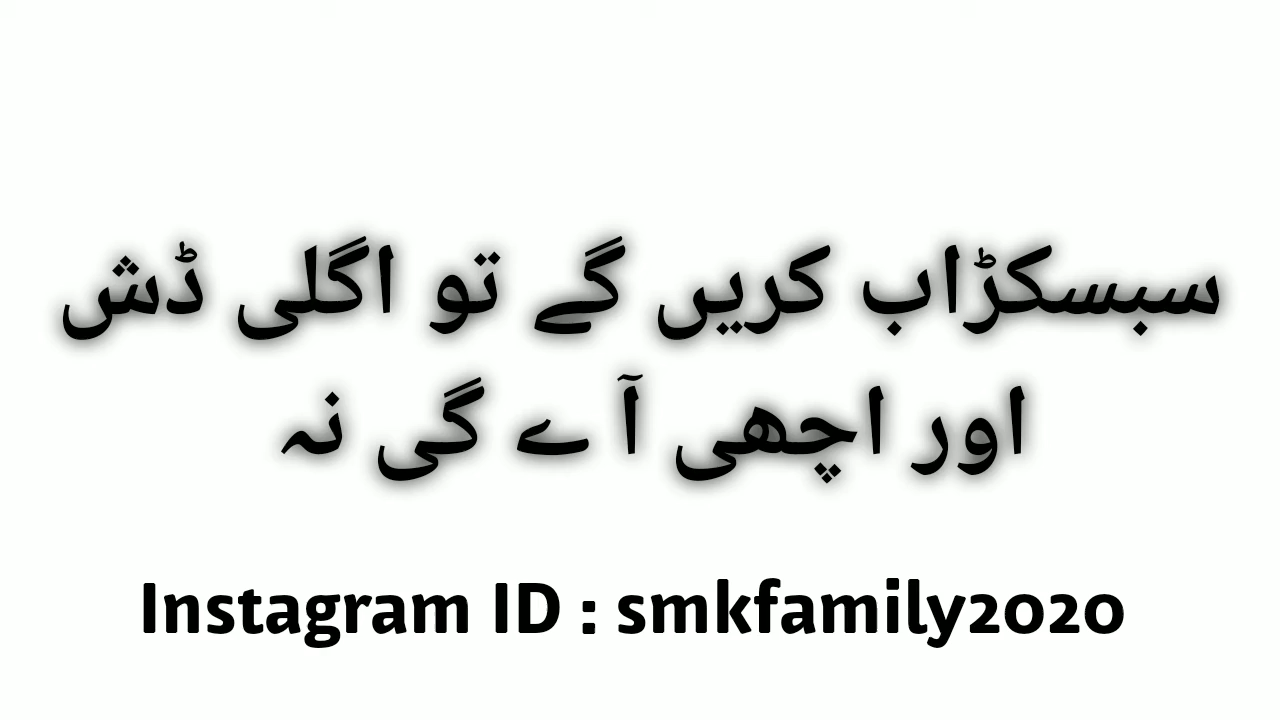 سبسکڑاب کریں گے تو اگلی ڈش
اور اچھی آ ے گی نہ
Instagram ID : smkfamily2020